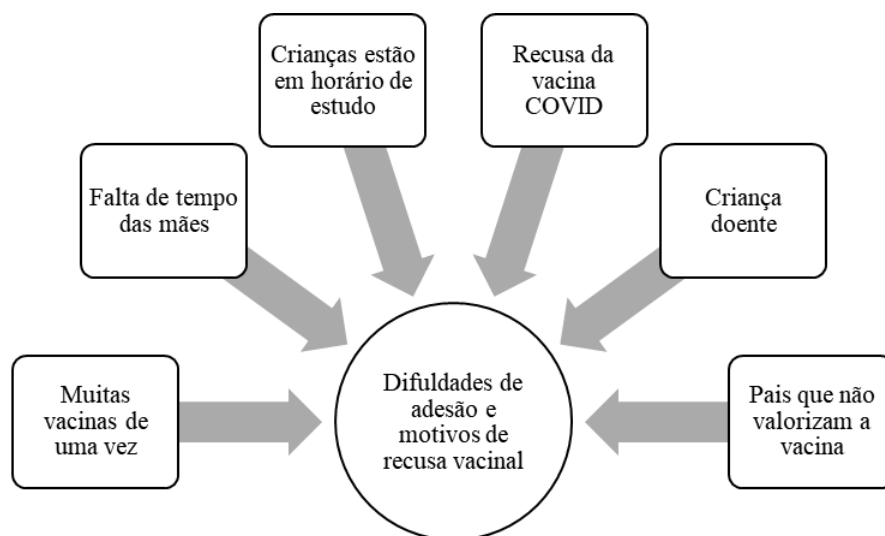 Crianças estão
em horário de
estudo
Recusa da
vacina
COVID
Falta de tempo
das mães
Criança
doente
Muitas
vacinas de
uma vez
Difuldades de
adesão e
motivos de
recusa vacinal
Pais que não
valorizam a
vacina